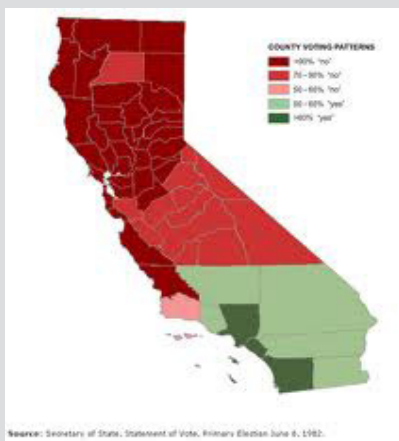 COUNTY VOTING PATTERNS
>90% "no"
70-90% "no"
50-60% "no"
50-60% "yes"
>60% "yes"
Source: Secretary of State, Statement of Vote, Primary Election June 8, 1982.